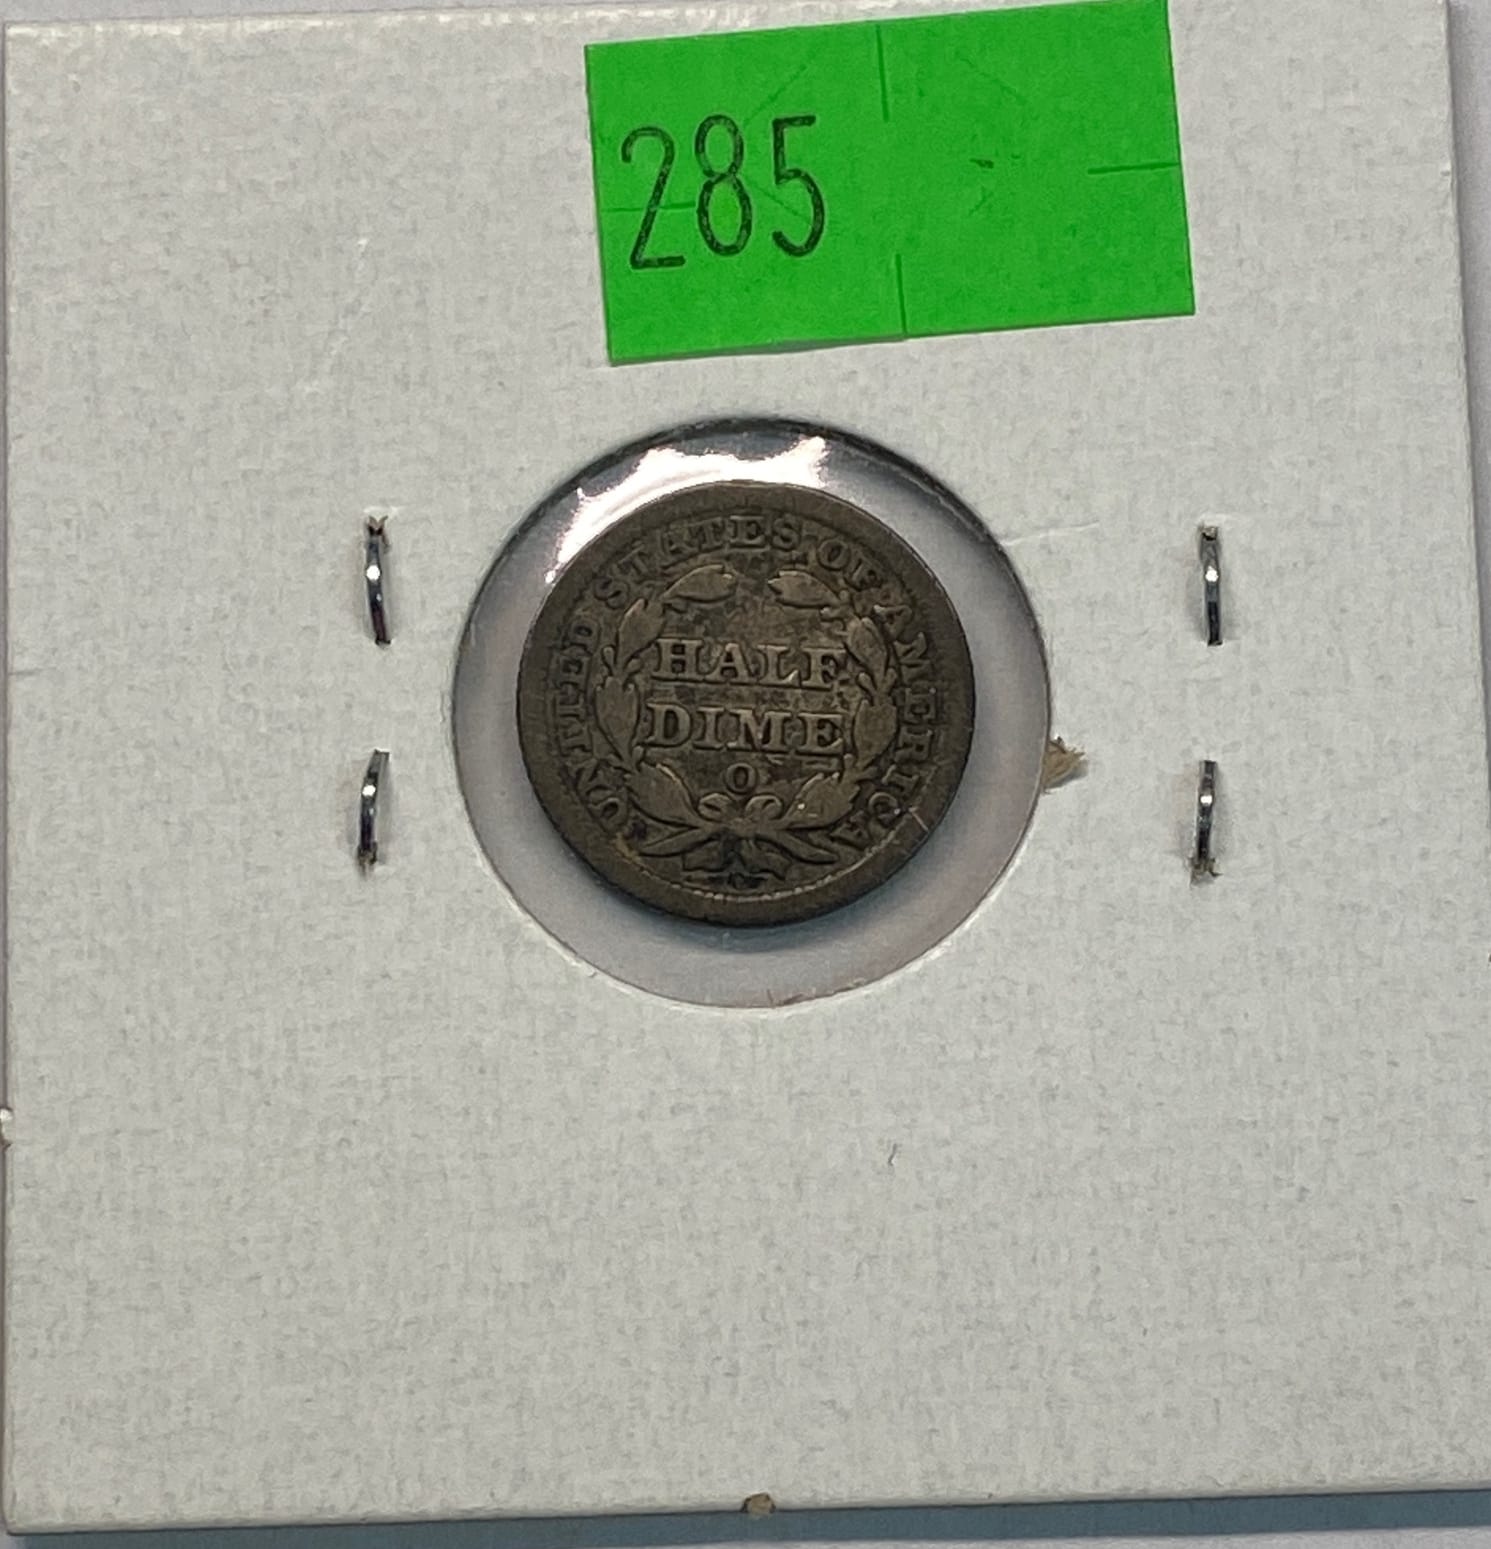 285
UNITED STATES OF AMERICA
HALF
DIME
O